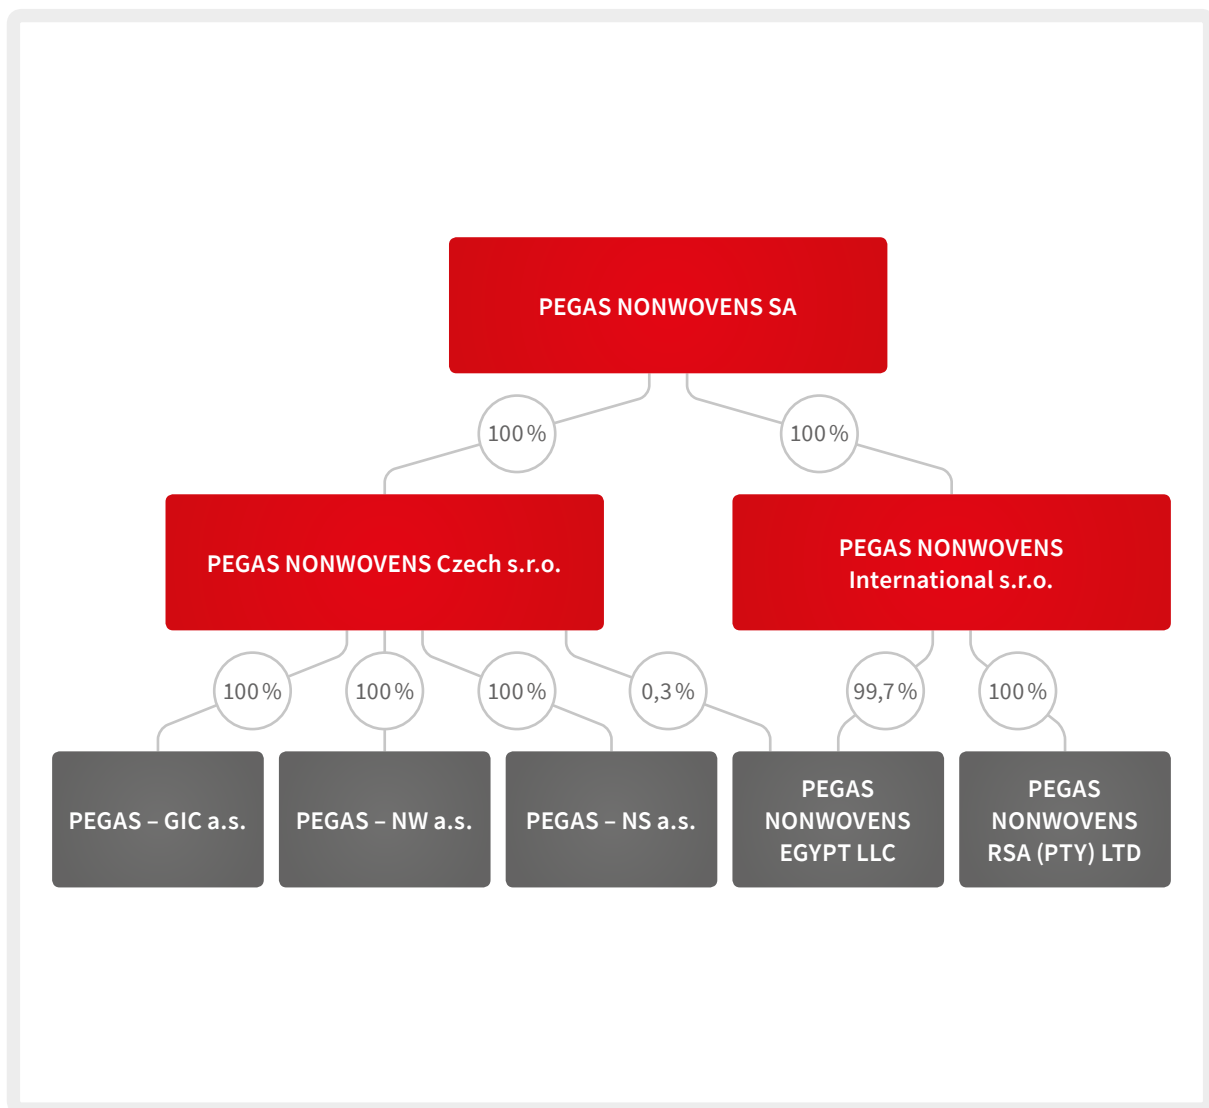 PEGAS NONWOVENS SA
100 %
100 %
PEGAS NONWOVENS Czech s.r.o.
PEGAS NONWOVENS
International s.r.o.
100 %
100 %
100 %
0,3 %
99,7 %
100 %
PEGAS – GIC a.s.
PEGAS – NW a.s.
PEGAS – NS a.s.
PEGAS
NONWOVENS
EGYPT LLC
PEGAS
NONWOVENS
RSA (PTY) LTD